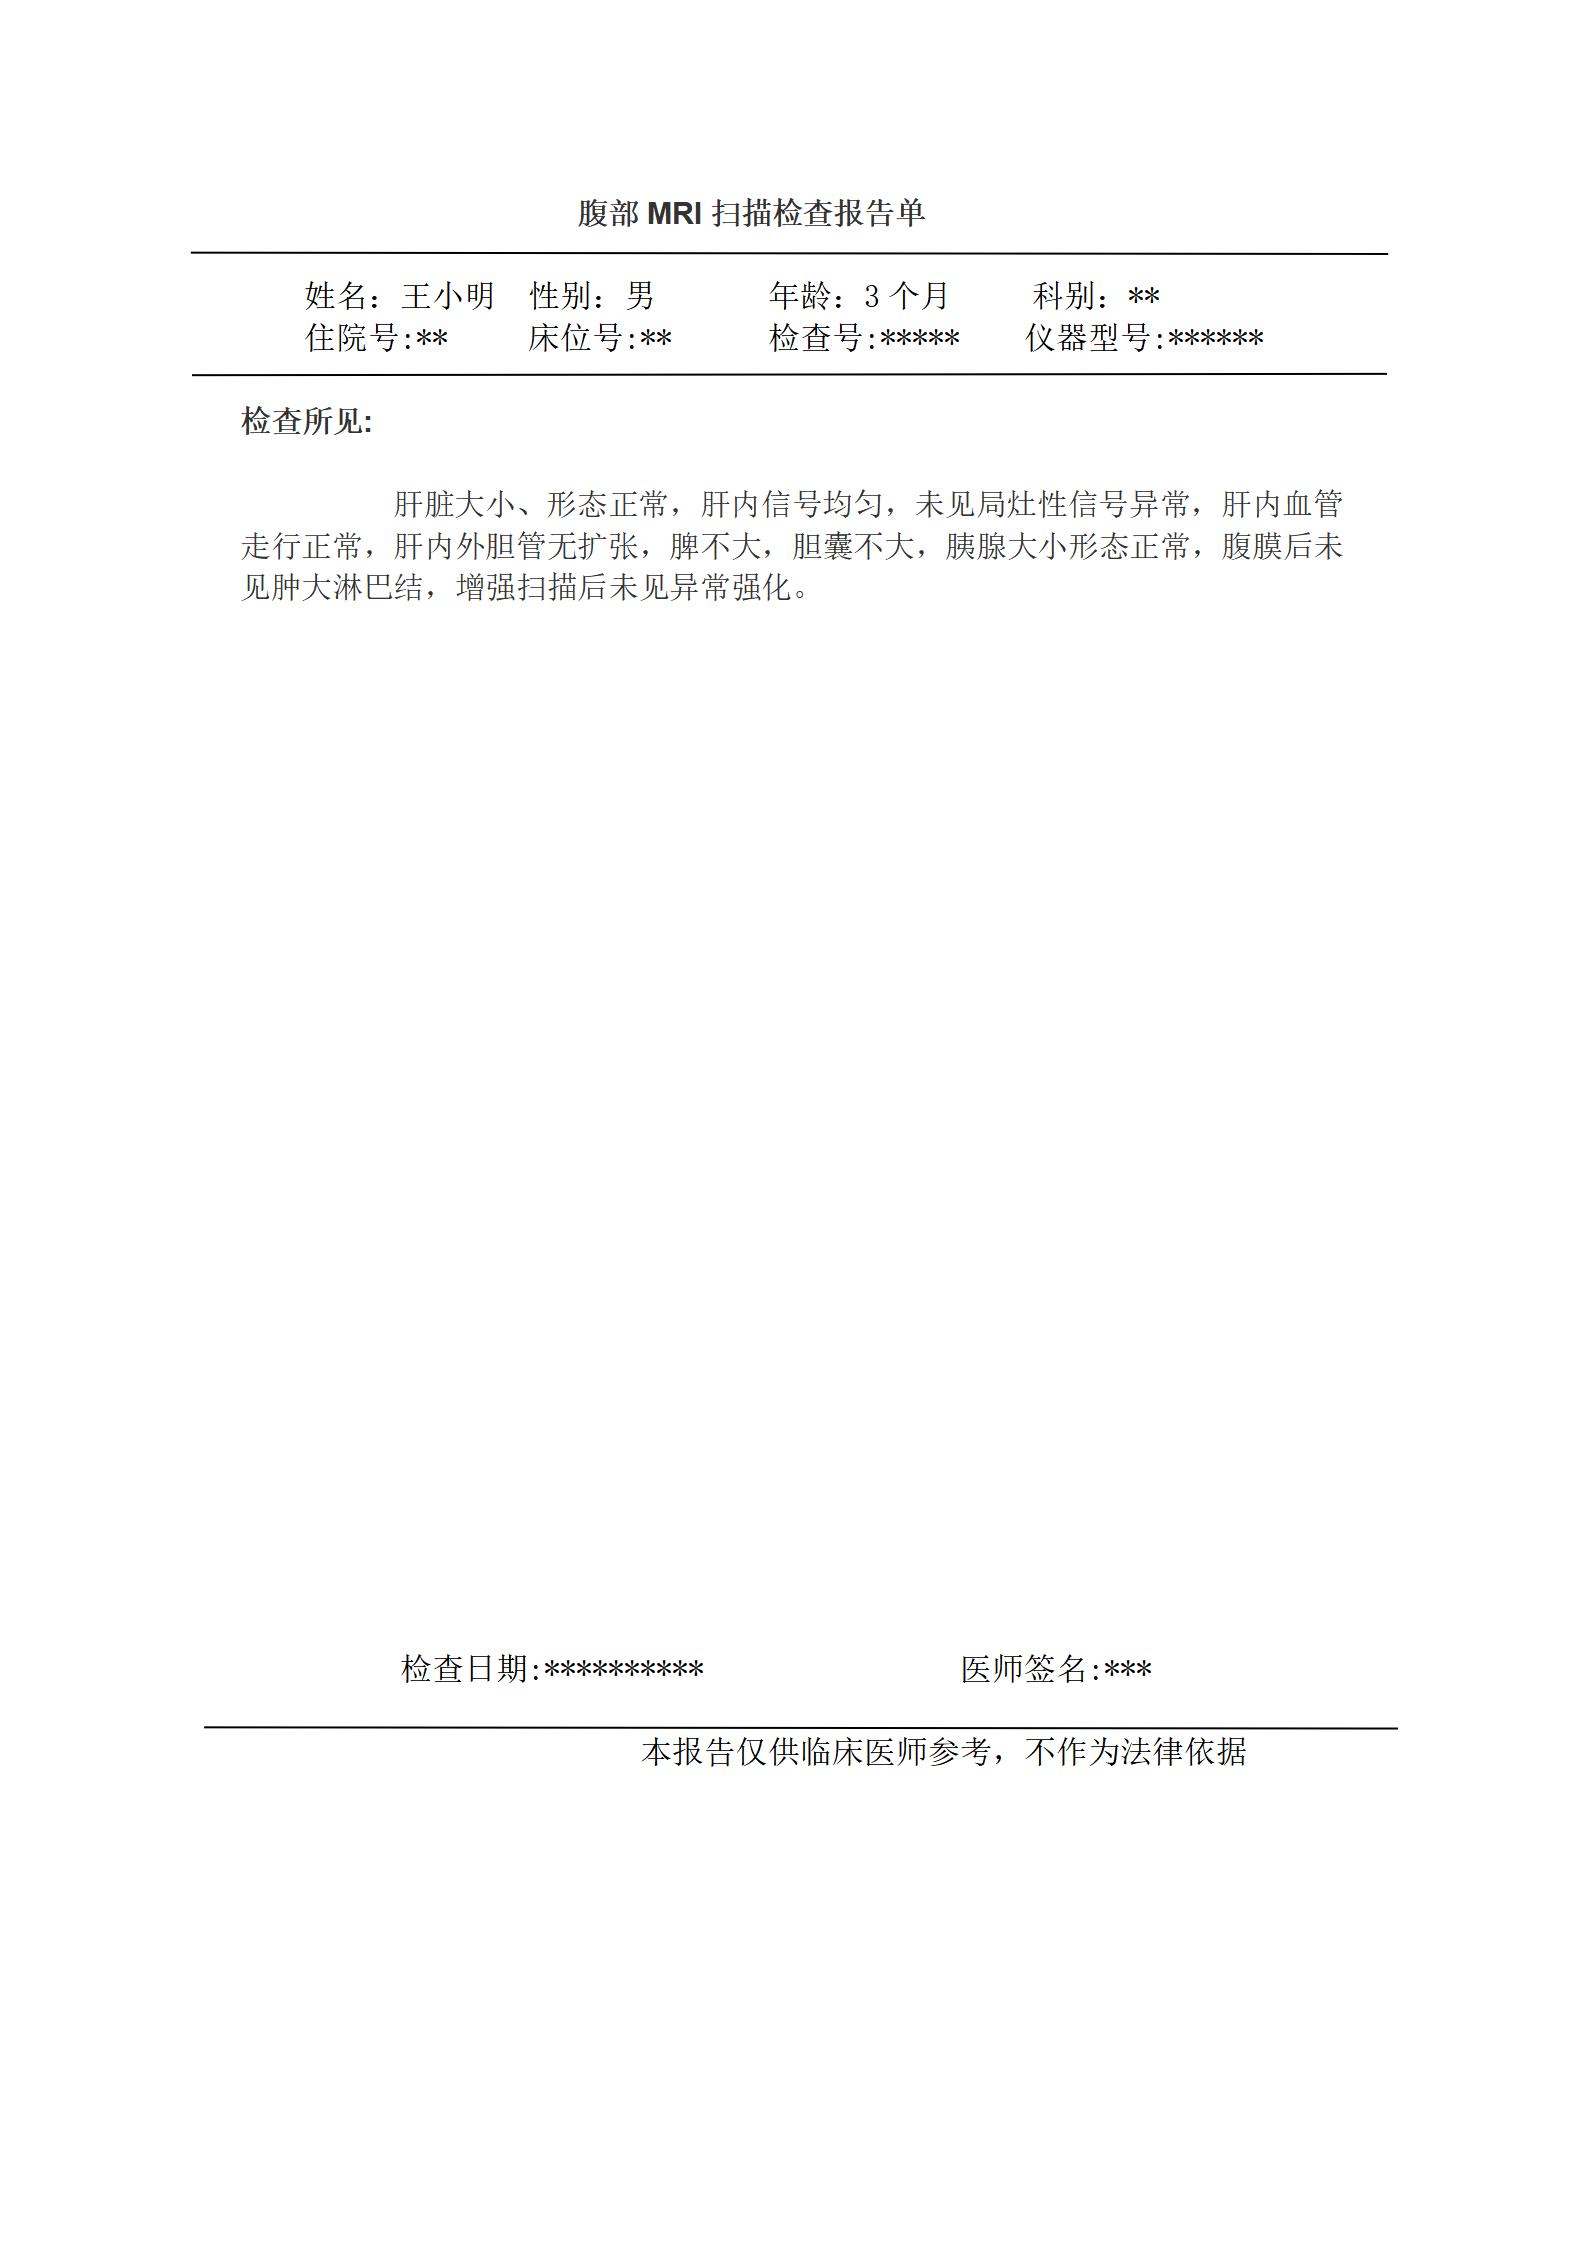 腹部 MRI 扫描检查报告单
姓名：王小明 性别：男 年龄：3 个月 科别：**
住院号:** 床位号:** 检查号:***** 仪器型号:******
检查所见:
肝脏大小、形态正常，肝内信号均匀，未见局灶性信号异常，肝内血管
走行正常，肝内外胆管无扩张，脾不大，胆囊不大，胰腺大小形态正常，腹膜后未
见肿大淋巴结，增强扫描后未见异常强化。
检查日期:********** 医师签名:***
本报告仅供临床医师参考，不作为法律依据